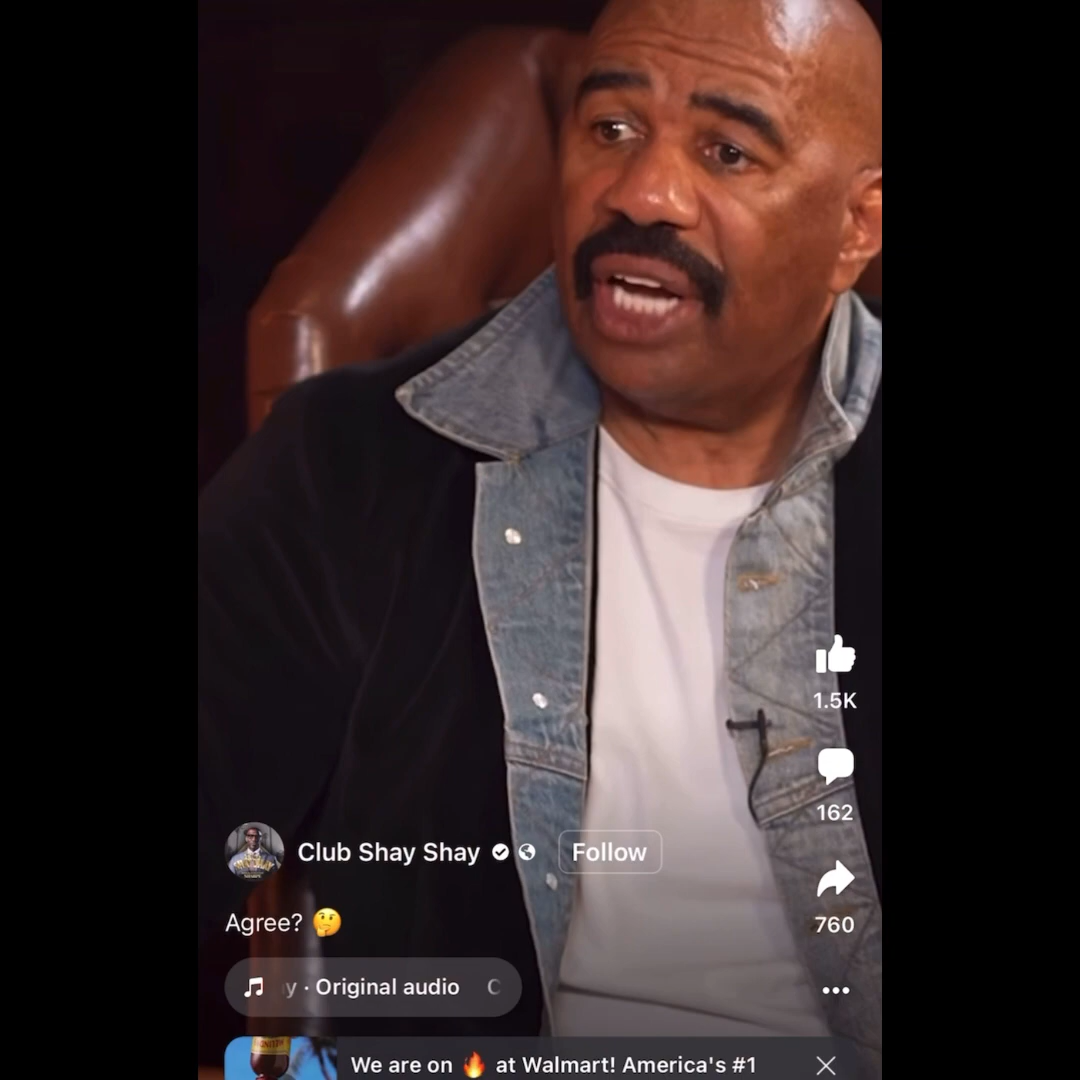 1.5K
162
Club Shay Shay Follow
Agree? 🤔
760
y · Original audio C
We are on 🔥 at Walmart! America's #1